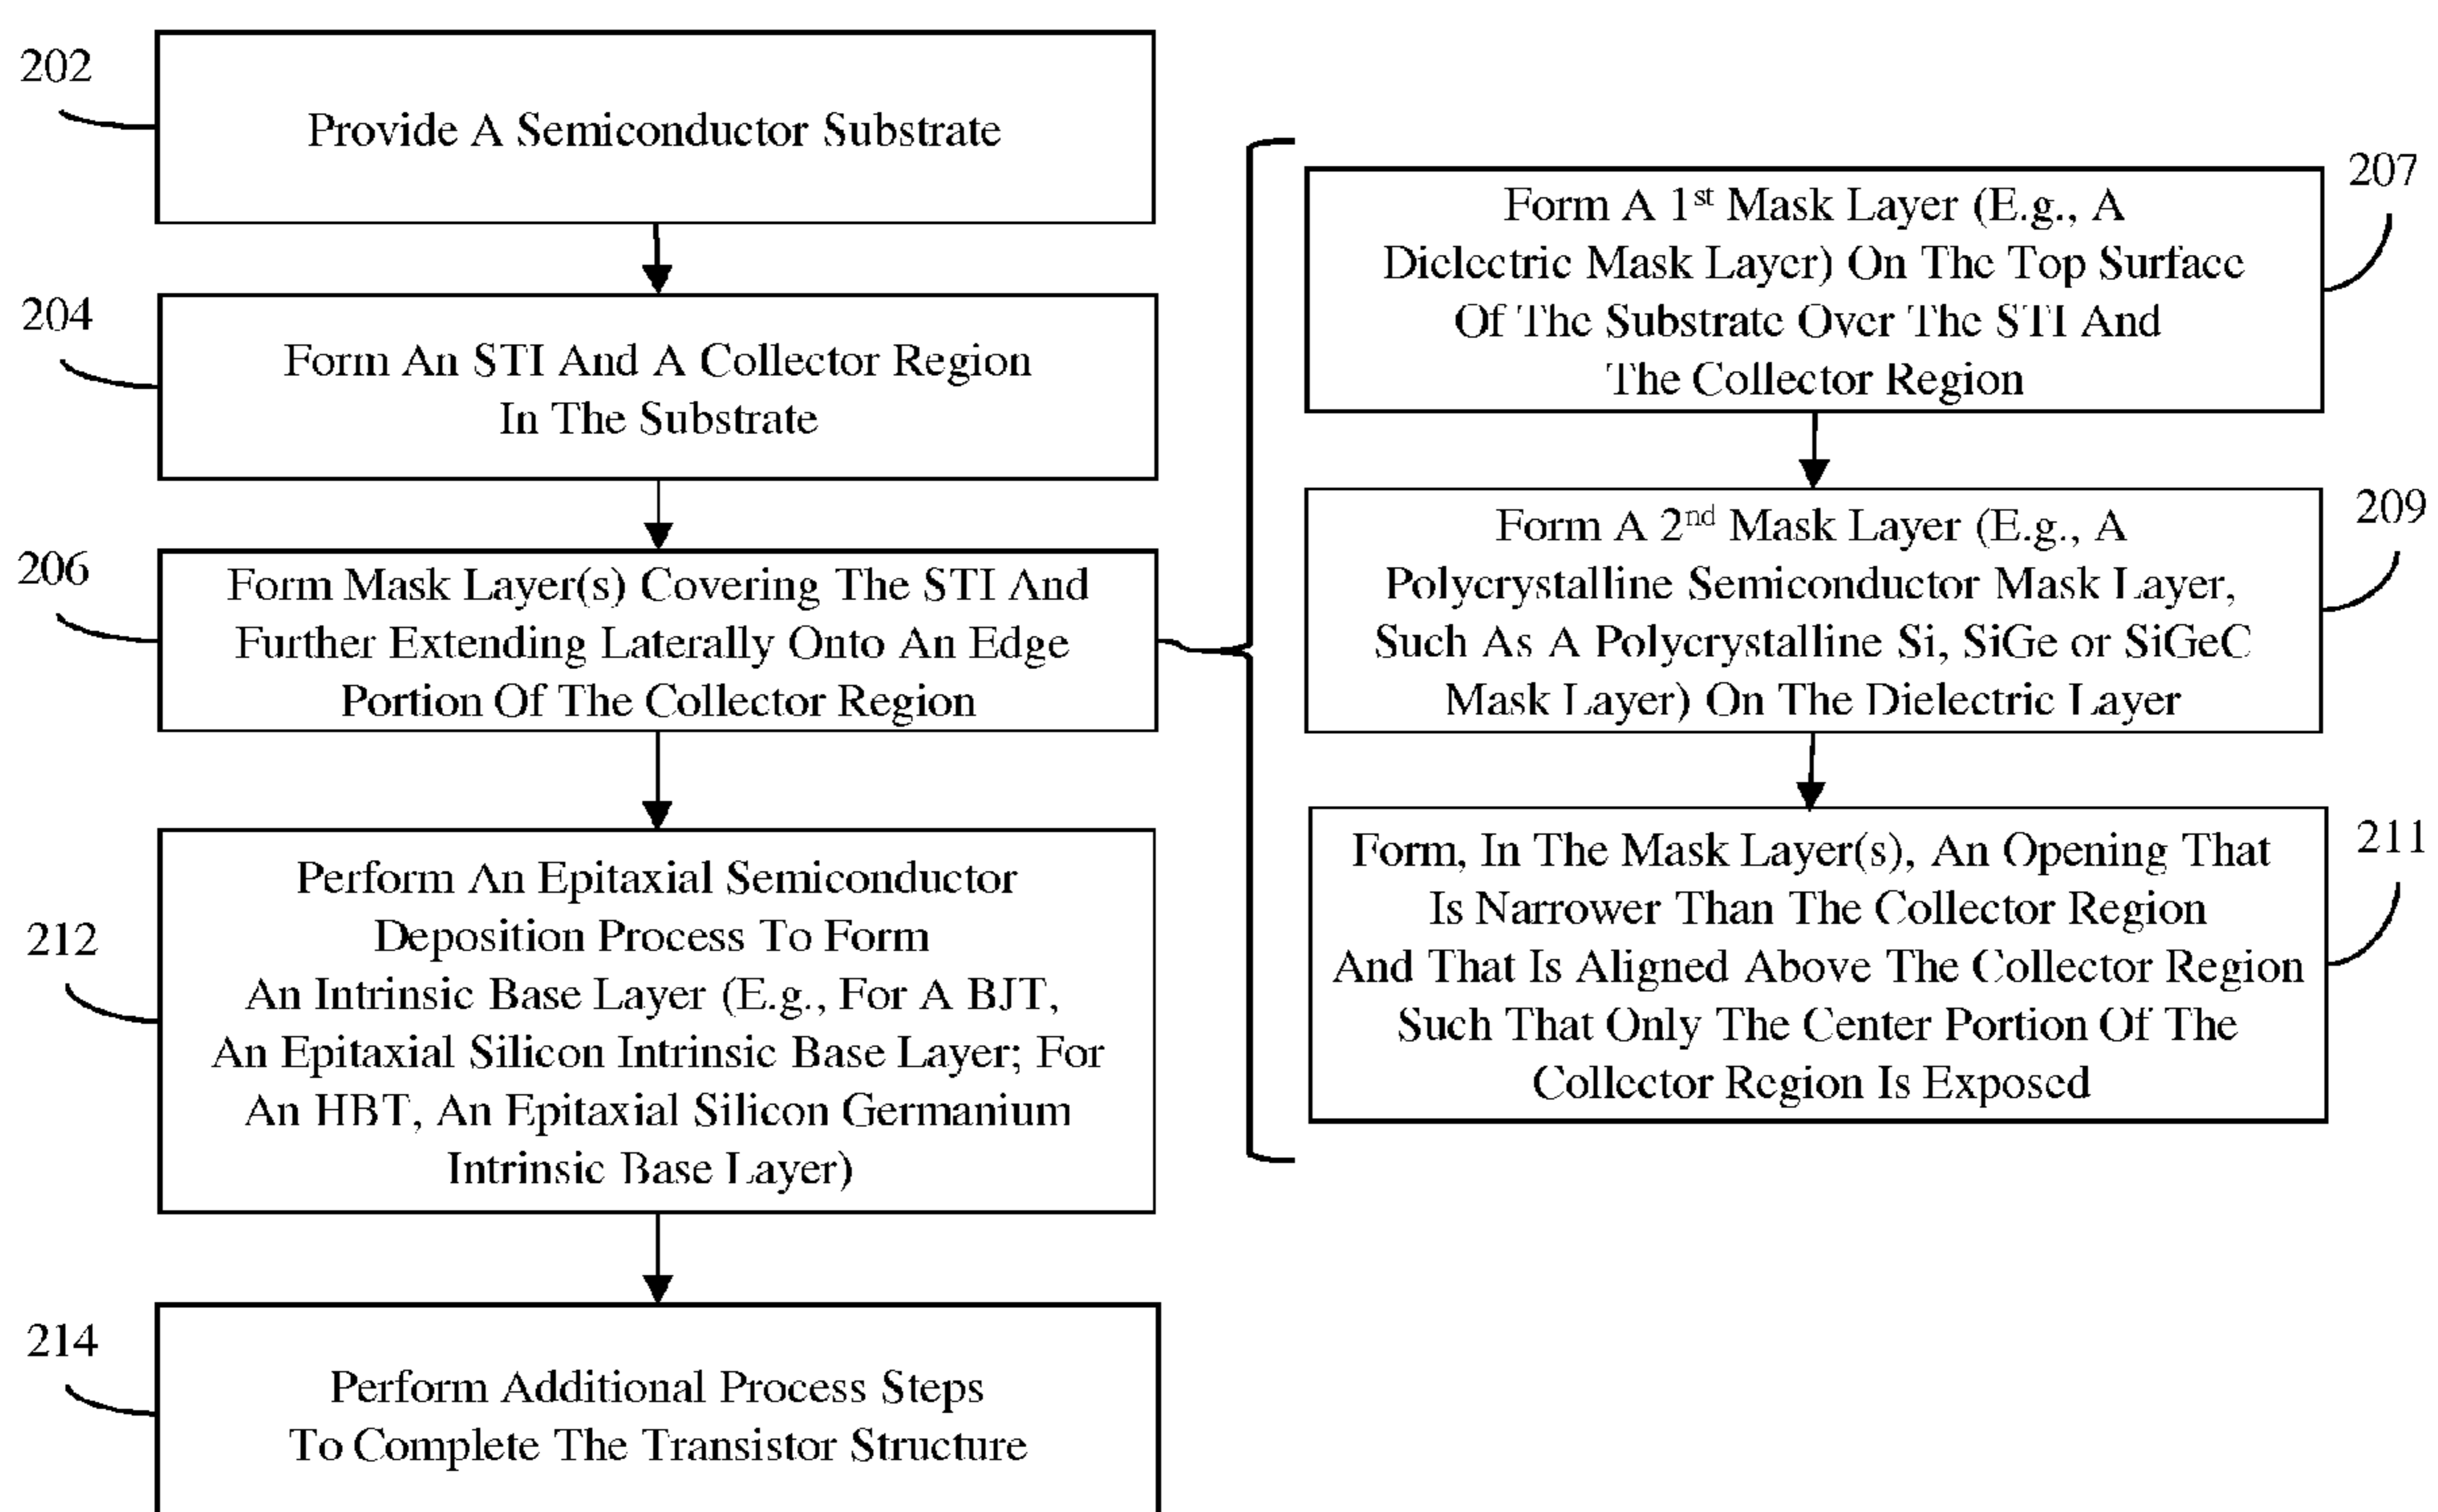 202
Provide A Semiconductor Substrate
204
Form An STI And A Collector Region
In The Substrate
206
Form Mask Layer(s) Covering The STI And
Further Extending Laterally Onto An Edge
Portion Of The Collector Region
207
Form A 1st Mask Layer (E.g., A
Dielectric Mask Layer) On The Top Surface
Of The Substrate Over The STI And
The Collector Region
209
Form A 2nd Mask Layer (E.g., A
Polycrystalline Semiconductor Mask Layer,
Such As A Polycrystalline Si, SiGe or SiGeC
Mask Layer) On The Dielectric Layer
211
Form, In The Mask Layer(s), An Opening That
Is Narrower Than The Collector Region
And That Is Aligned Above The Collector Region
Such That Only The Center Portion Of The
Collector Region Is Exposed
212
Perform An Epitaxial Semiconductor
Deposition Process To Form
An Intrinsic Base Layer (E.g., For A BJT,
An Epitaxial Silicon Intrinsic Base Layer; For
An HBT, An Epitaxial Silicon Germanium
Intrinsic Base Layer)
214
Perform Additional Process Steps
To Complete The Transistor Structure